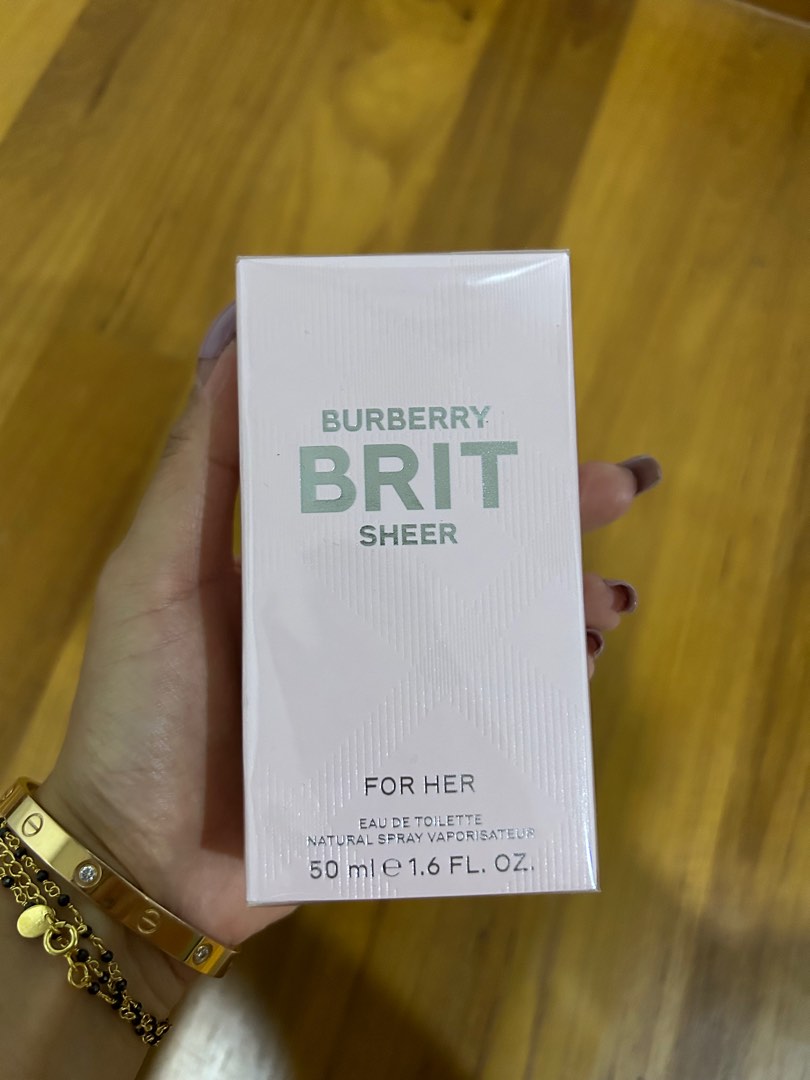 BURBERRY
BRIT
SHEER
FOR HER
EAU DE TOILETTE
NATURAL SPRAY VAPORISATEUR
50 ml ℮ 1.6 FL. OZ.